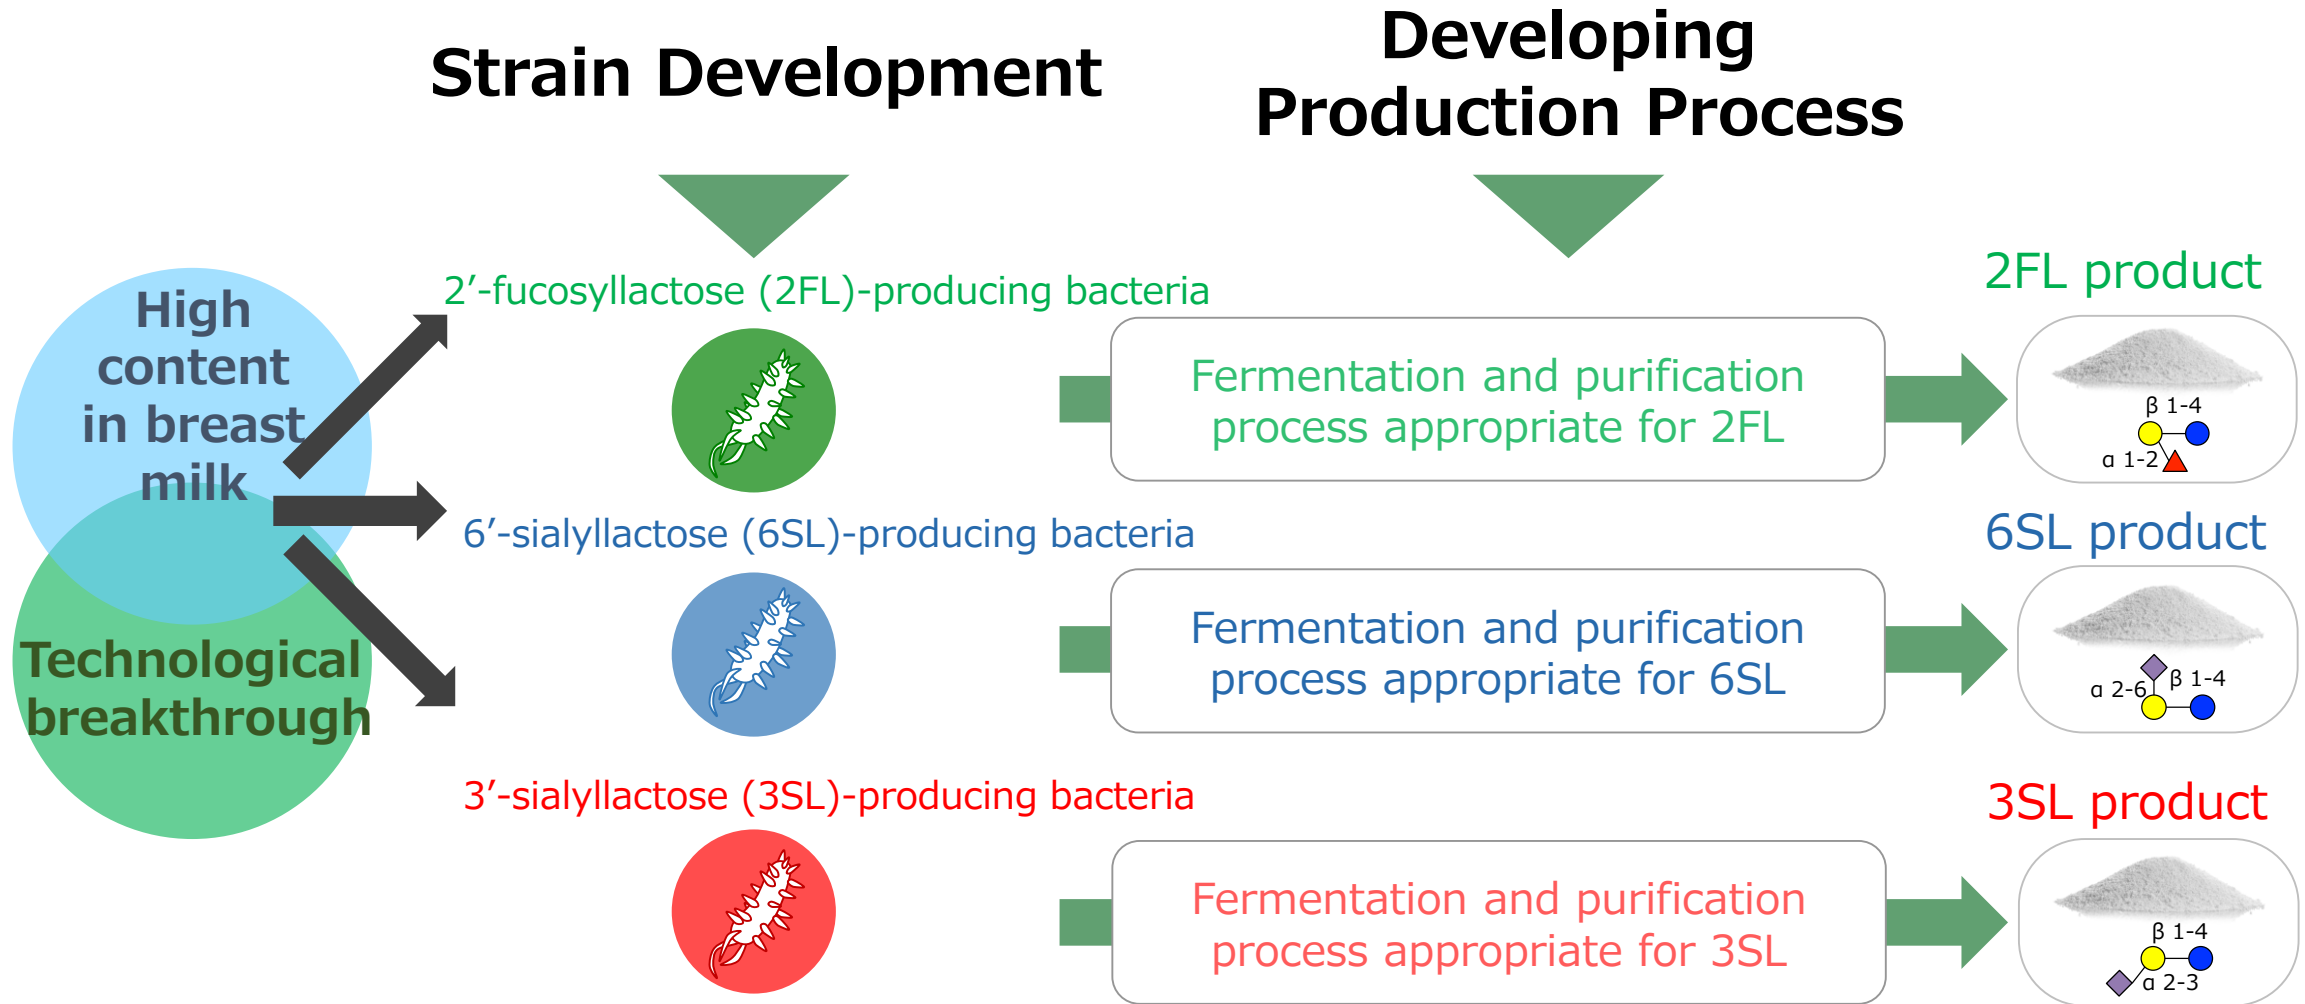 Strain Development
Developing
Production Process
High
content
in breast
milk
Technological
breakthrough
2′-fucosyllactose (2FL)-producing bacteria
Fermentation and purification
process appropriate for 2FL
2FL product
β 1-4
α 1-2
6′-sialyllactose (6SL)-producing bacteria
Fermentation and purification
process appropriate for 6SL
6SL product
α 2-6
β 1-4
3′-sialyllactose (3SL)-producing bacteria
Fermentation and purification
process appropriate for 3SL
3SL product
β 1-4
α 2-3